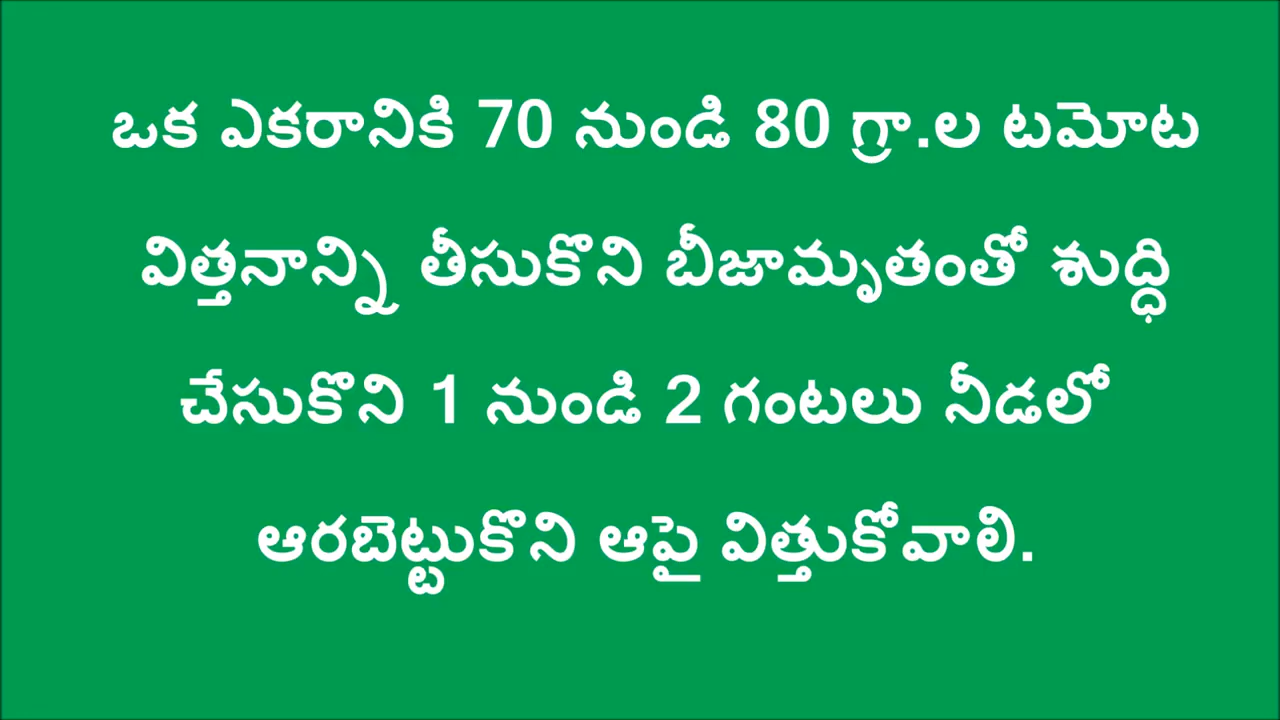 ఒక ఎకరానికి 70 నుండి 80 గ్రా.ల టమోట
విత్తనాన్ని తీసుకొని బీజామృతంతో శుద్ధి
చేసుకొని 1 నుండి 2 గంటలు నీడలో
ఆరబెట్టుకొని ఆపై విత్తుకోవాలి.